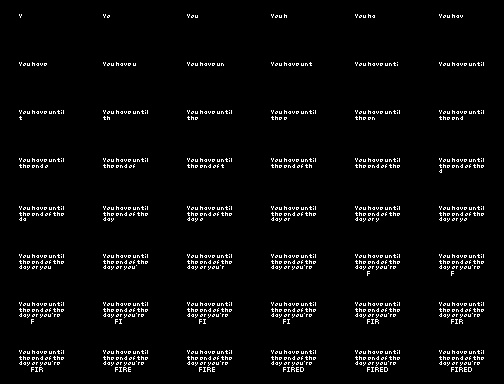 Y Yo You You h You ha You hav
You have You have u You have un You have unt You have unti You have until
You have until You have until You have until You have until You have until You have until
t th the the e the en the end
You have until You have until You have until You have until You have until You have until
the end o the end of the end of t the end of th the end of the the end of the
d
You have until You have until You have until You have until You have until You have until
the end of the the end of the the end of the the end of the the end of the the end of the
da day day o day or day or y day or yo
You have until You have until You have until You have until You have until You have until
the end of the the end of the the end of the the end of the the end of the the end of the
day or you day or you' day or you'r day or you're day or you're day or you're
F F
You have until You have until You have until You have until You have until You have until
the end of the the end of the the end of the the end of the the end of the the end of the
day or you're day or you're day or you're day or you're day or you're day or you're
F FI FI FI FIR FIR
You have until You have until You have until You have until You have until You have until
the end of the the end of the the end of the the end of the the end of the the end of the
day or you're day or you're day or you're day or you're day or you're day or you're
FIR FIRE FIRE FIRED FIRED FIRED